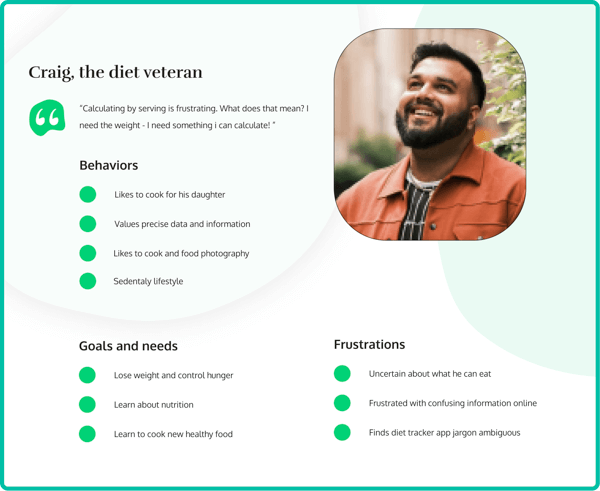 Craig, the diet veteran
"Calculating by serving is frustrating. What does that mean? I
need the weight - I need something i can calculate! "
Behaviors
Likes to cook for his daughter
Values precise data and information
Likes to cook and food photography
Sedentaly lifestyle
Goals and needs
Lose weight and control hunger
Learn about nutrition
Learn to cook new healthy food
Frustrations
Uncertain about what he can eat
Frustrated with confusing information online
Finds diet tracker app jargon ambiguous